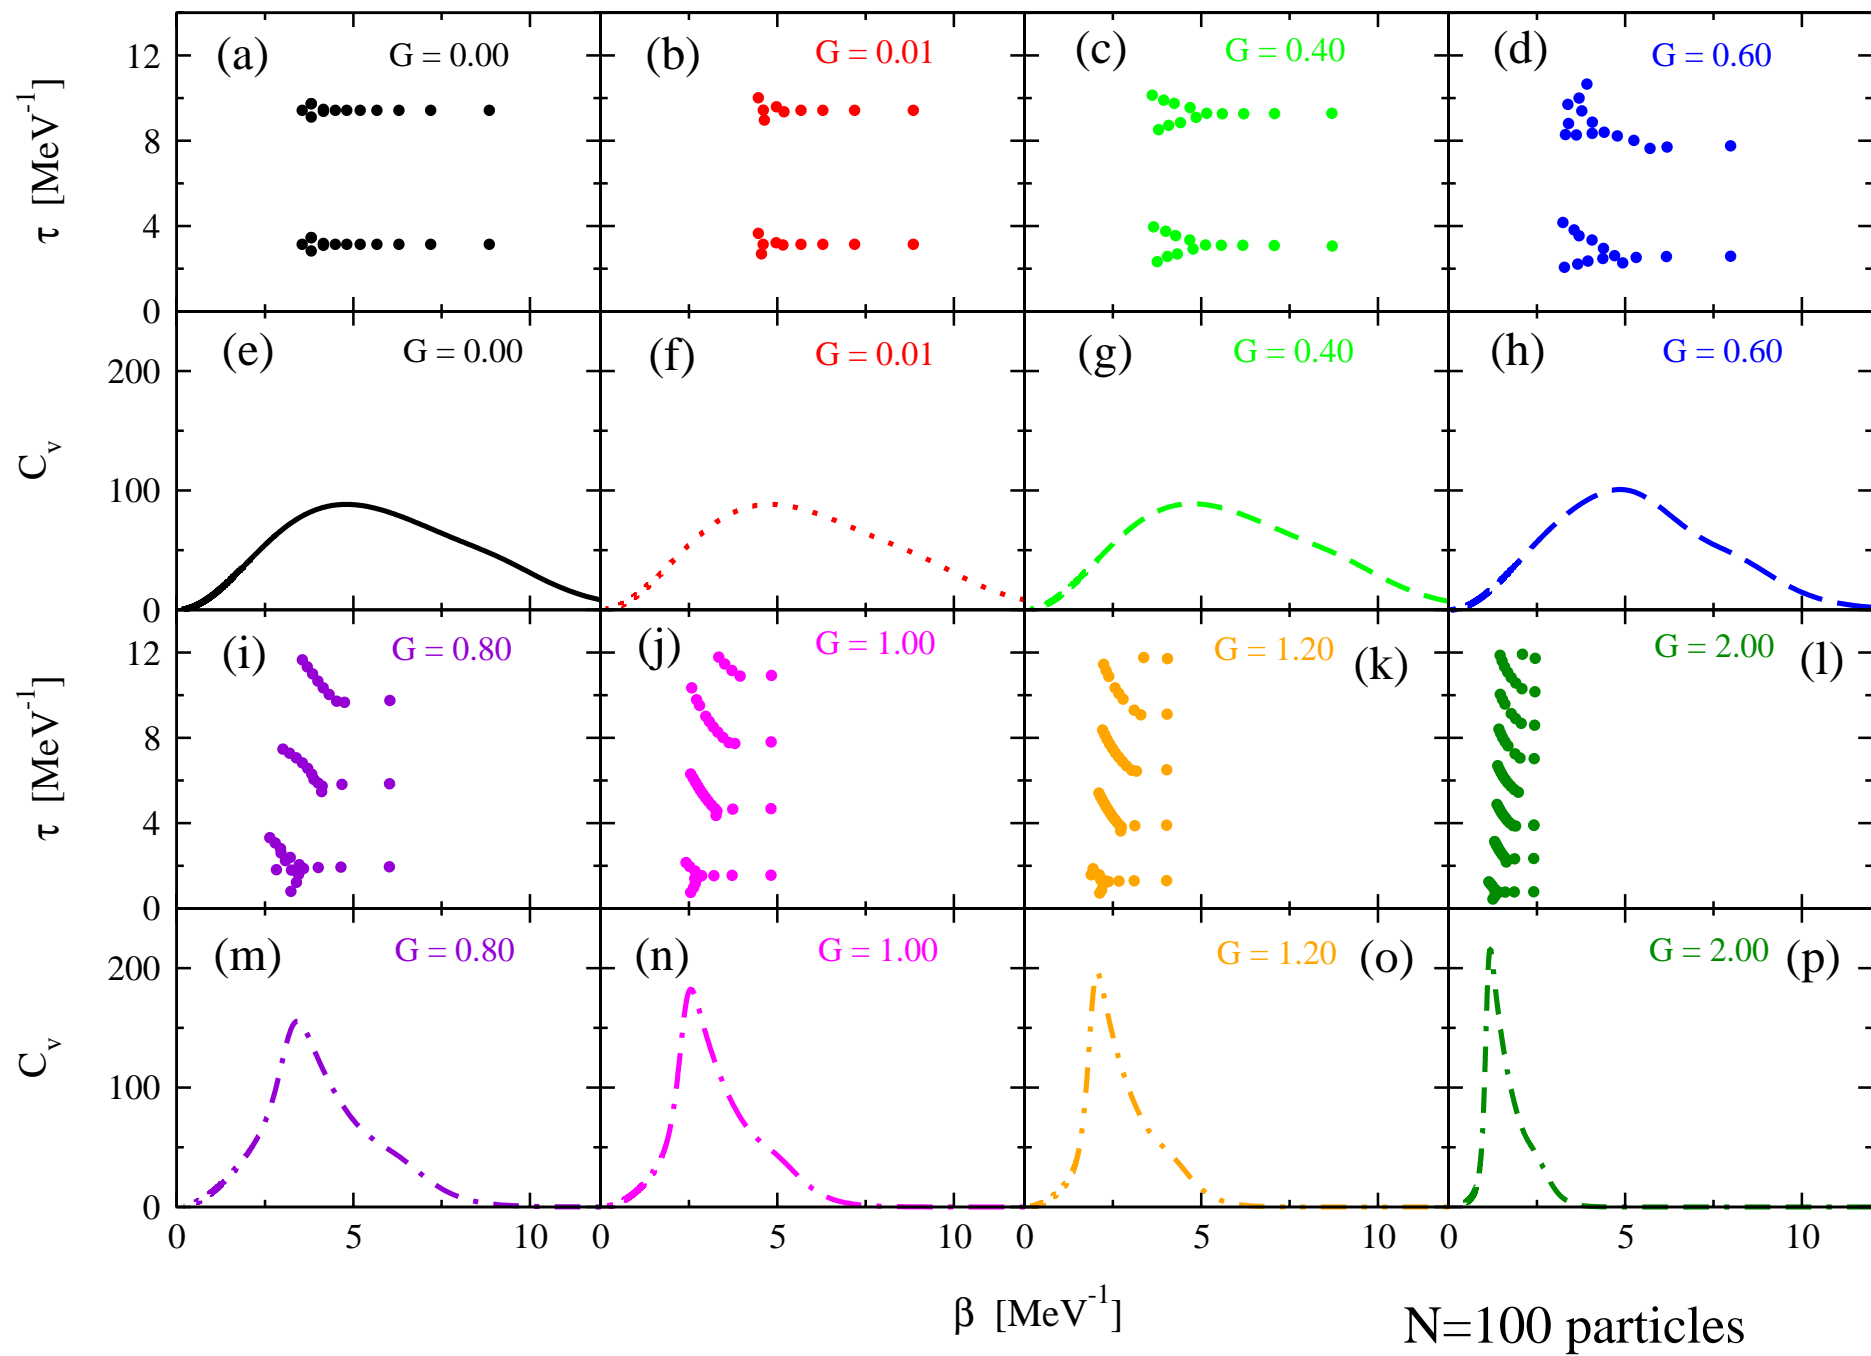 (a) G = 0.00 (b) G = 0.01 (c) G = 0.40 (d) G = 0.60
12
8
4
0
τ [MeV-1]
(e) G = 0.00 (f) G = 0.01 (g) G = 0.40 (h) G = 0.60
200
100
0
Cv
(i) G = 0.80 (j) G = 1.00 G = 1.20 (k) G = 2.00 (l)
12
8
4
0
τ [MeV-1]
(m) G = 0.80 (n) G = 1.00 G = 1.20 (o) G = 2.00 (p)
200
100
0
Cv
0 5 10 0 5 10 0 5 10 0 5 10
β [MeV-1]
N=100 particles